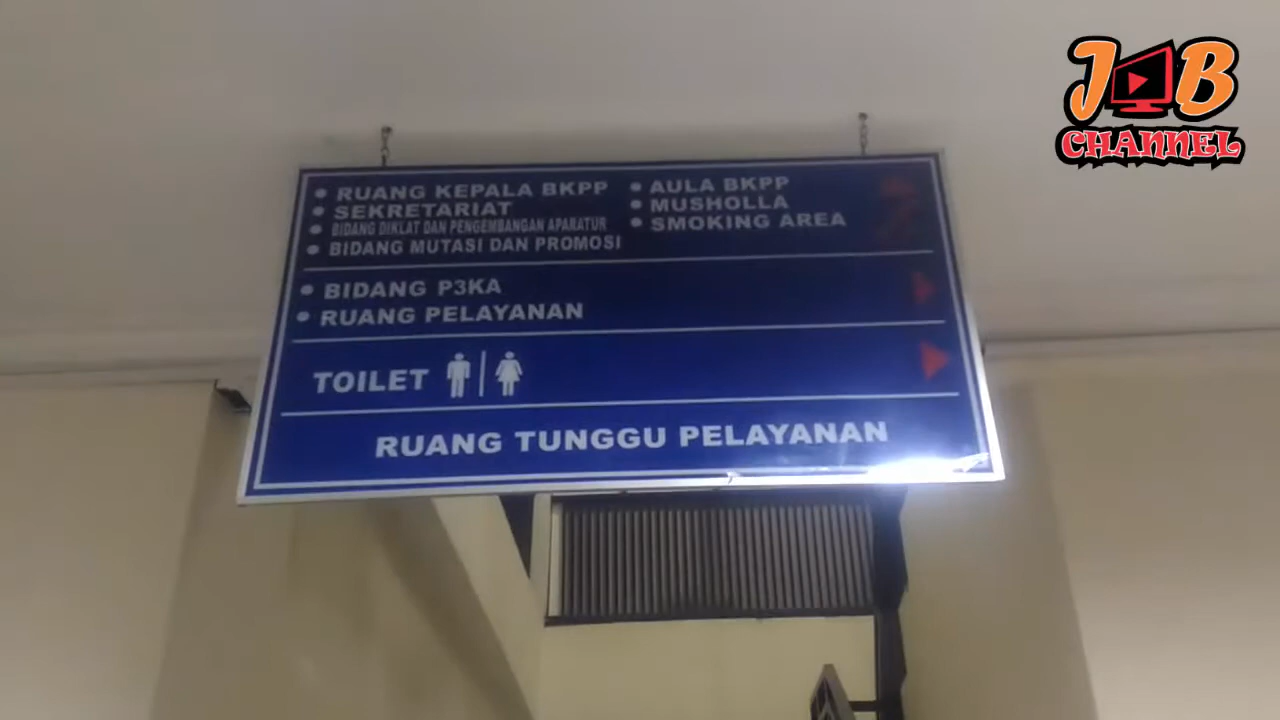 JOB
CHANNEL
RUANG KEPALA BKPP
SEKRETARIAT
BIDANG DIKLAT DAN PENGEMBANGAN APARATUR
BIDANG MUTASI DAN PROMOSI
AULA BKPP
MUSHOLLA
SMOKING AREA
BIDANG P3KA
RUANG PELAYANAN
TOILET
RUANG TUNGGU PELAYANAN